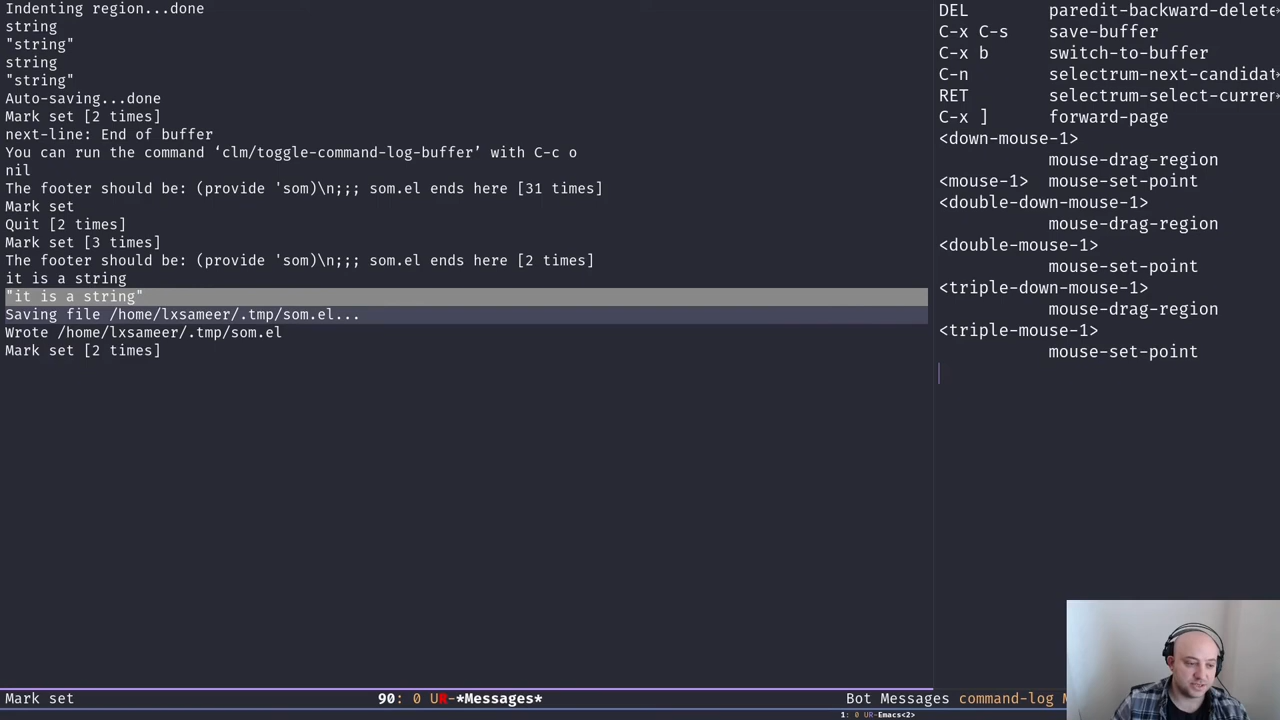 Indenting region...done
string
"string"
string
"string"
Auto-saving...done
Mark set [2 times]
next-line: End of buffer
You can run the command ‘clm/toggle-command-log-buffer’ with C-c o
nil
The footer should be: (provide 'som)\n;;; som.el ends here [31 times]
Mark set
Quit [2 times]
Mark set [3 times]
The footer should be: (provide 'som)\n;;; som.el ends here [2 times]
it is a string
"it is a string"
Saving file /home/lxsameer/.tmp/som.el...
Wrote /home/lxsameer/.tmp/som.el
Mark set [2 times]
DEL paredit-backward-delete
C-x C-s save-buffer
C-x b switch-to-buffer
C-n selectrum-next-candidat
RET selectrum-select-curren
C-x ] forward-page
<down-mouse-1>
mouse-drag-region
<mouse-1> mouse-set-point
<double-down-mouse-1>
mouse-drag-region
<double-mouse-1>
mouse-set-point
<triple-down-mouse-1>
mouse-drag-region
<triple-mouse-1>
mouse-set-point
Mark set 90: 0 UR-*Messages* Bot Messages command-log
1: 0 UR-Emacs<2>